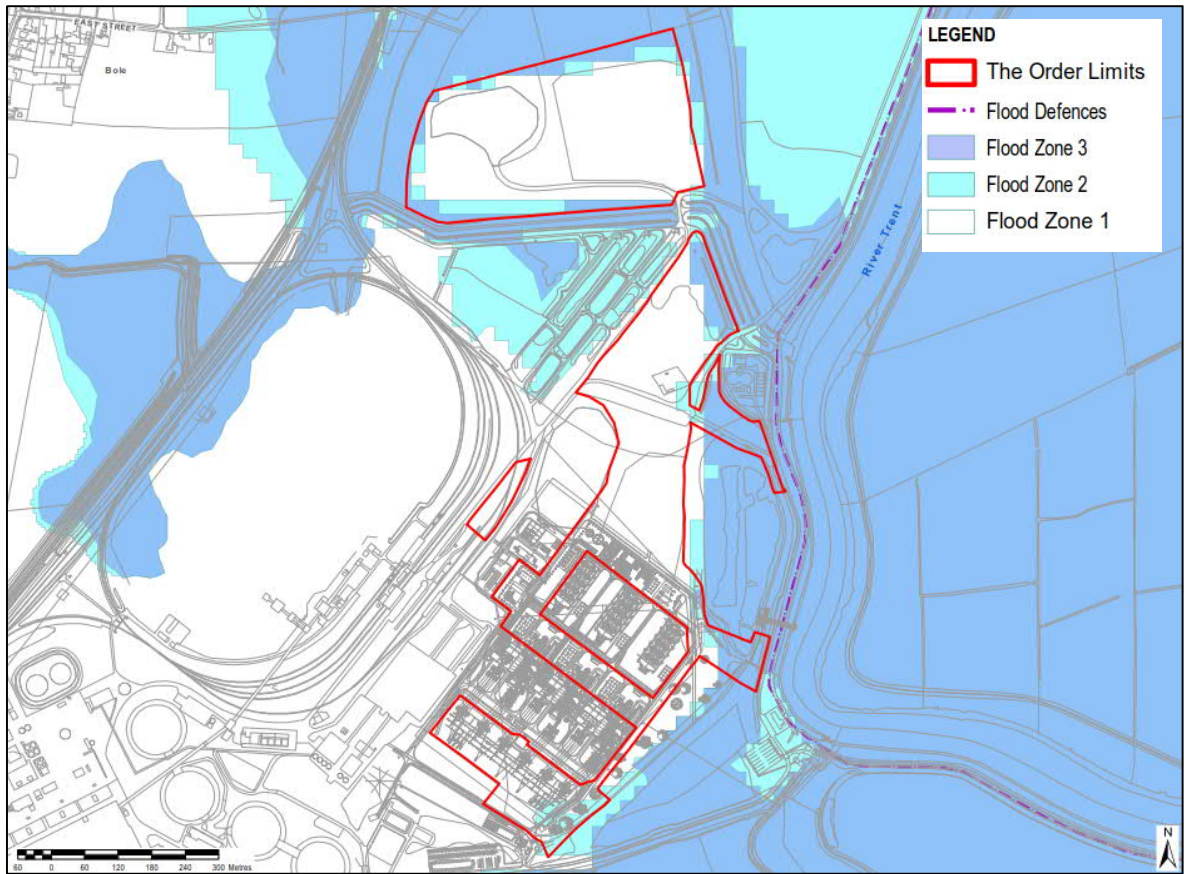 EAST STREET
Bole
LEGEND
The Order Limits
Flood Defences
Flood Zone 3
Flood Zone 2
Flood Zone 1
River Trent
60 0 60 120 180 240 300 Metres
N